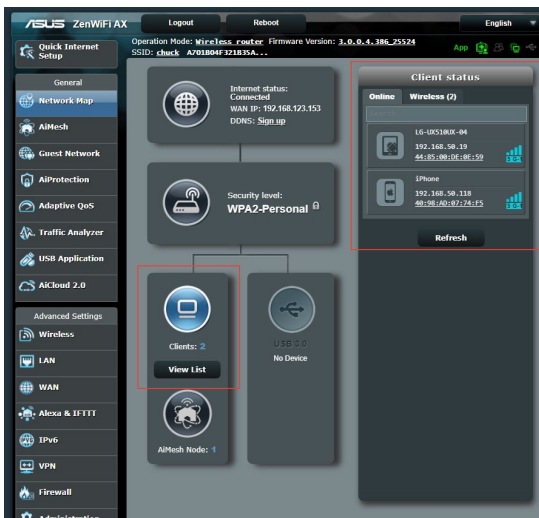 ASUS ZenWiFi AX
Logout
Reboot
English
Operation Mode: Wireless router Firmware Version: 3.0.0.4.386_25524
SSID: chuck A701B04F321B35A...
App
Quick Internet
Setup
General
Network Map
AiMesh
Guest Network
AiProtection
Adaptive QoS
Traffic Analyzer
USB Application
AiCloud 2.0
Advanced Settings
Wireless
LAN
WAN
Alexa & IFTTT
IPv6
VPN
Firewall
Administration
Internet status:
Connected
WAN IP: 192.168.123.153
DDNS: Sign up
Security level:
WPA2-Personal
Clients: 2
View List
USB 3.0
No Device
AiMesh Node: 1
Client status
Online
Wireless (2)
Search
LG-UX510UX-04
192.168.50.19
44:85:00:DE:0E:59
iPhone
192.168.50.118
40:98:AD:07:74:F5
Refresh